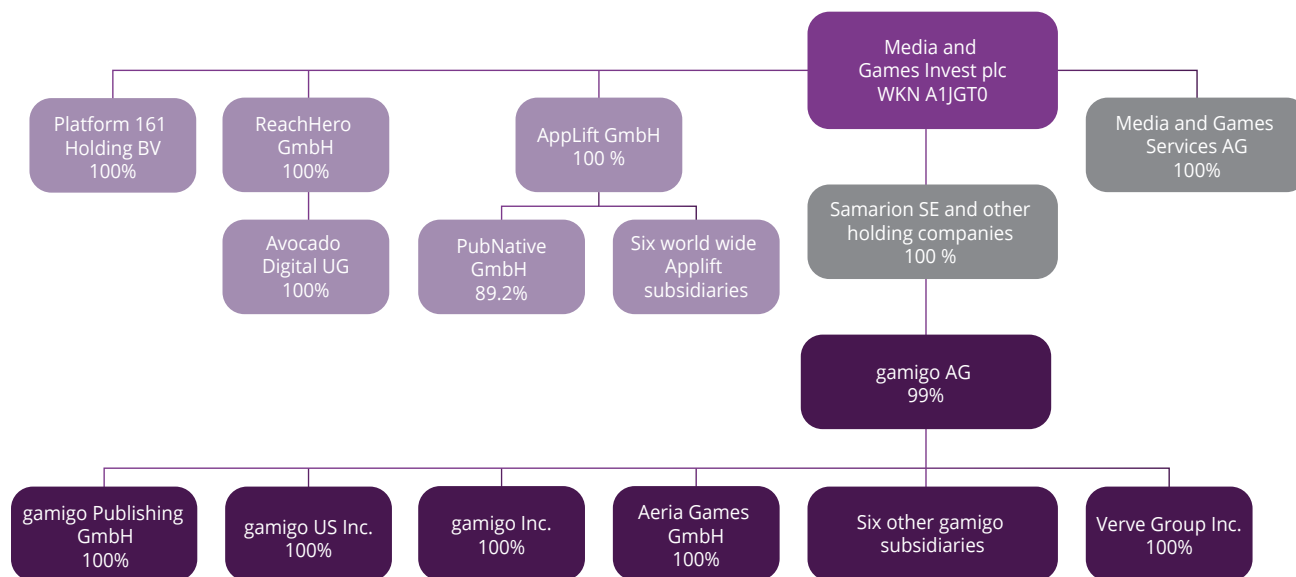 Media and
Games Invest plc
WKN A1JGT0
Platform 161
Holding BV
100%
ReachHero
GmbH
100%
AppLift GmbH
100 %
Media and Games
Services AG
100%
Avocado
Digital UG
100%
PubNative
GmbH
89.2%
Six world wide
Applift
subsidiaries
Samarion SE and other
holding companies
100 %
gamigo AG
99%
gamigo Publishing
GmbH
100%
gamigo US Inc.
100%
gamigo Inc.
100%
Aeria Games
GmbH
100%
Six other gamigo
subsidiaries
Verve Group Inc.
100%